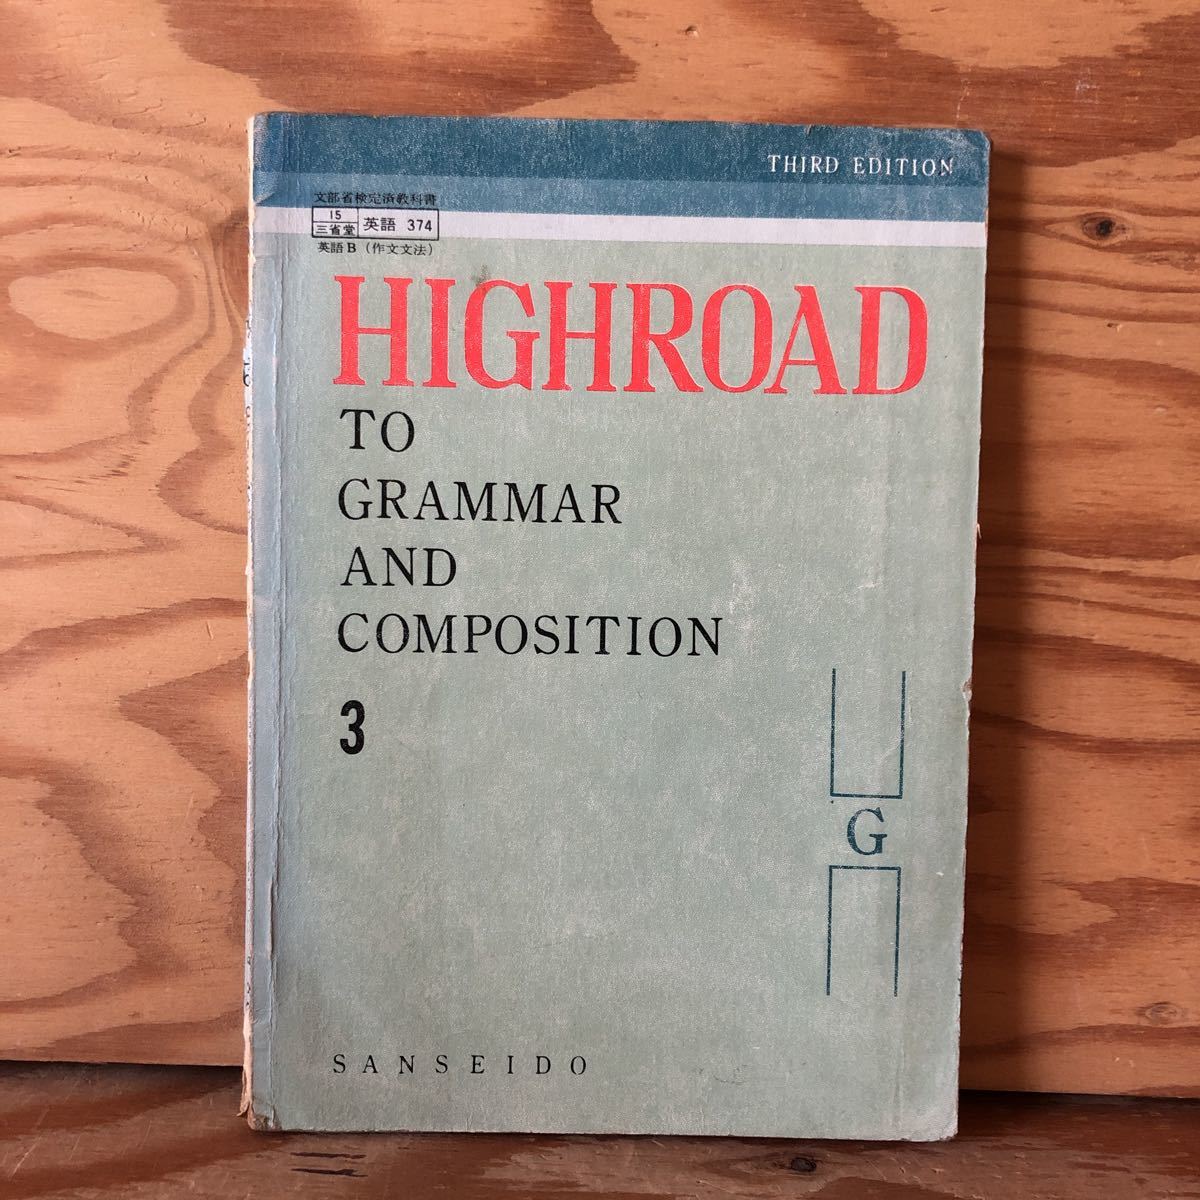 THIRD EDITION
文部省検定済教科書
15
三省堂
英語 374
英語B(作文文法)
HIGHROAD
TO
GRAMMAR
AND
COMPOSITION
3
G
SANSEIDO